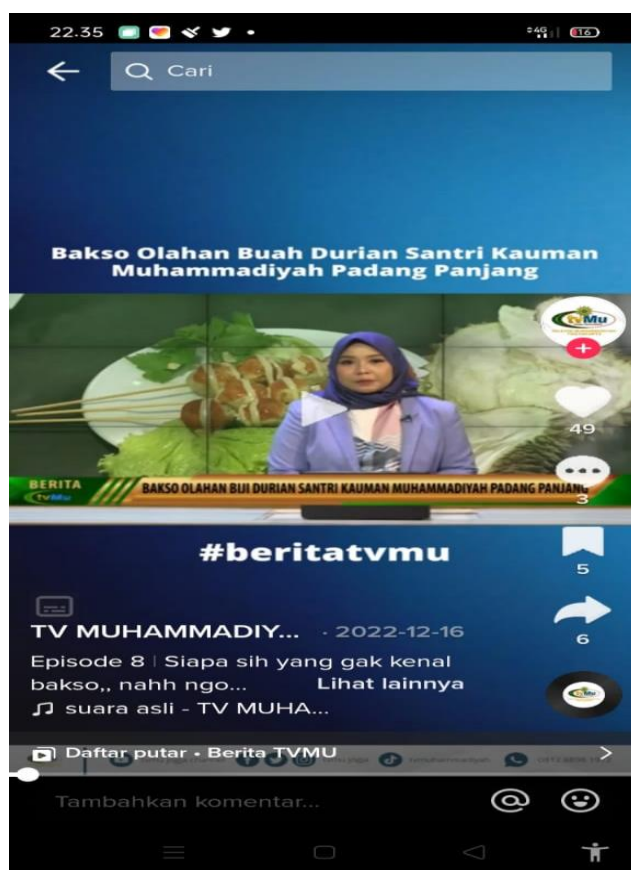 22.35
4G 16
Cari
Bakso Olahan Buah Durian Santri Kauman
Muhammadiyah Padang Panjang
tvMu
49
BERITA
tvMu
BAKSO OLAHAN BIJI DURIAN SANTRI KAUMAN MUHAMMADIYAH PADANG PANJANG
3
#beritatvmu
5
TV MUHAMMADIY... · 2022-12-16
6
Episode 8 | Siapa sih yang gak kenal
bakso,, nahh ngo... Lihat lainnya
suara asli - TV MUHA...
Daftar putar • Berita TVMU >
Tambahkan komentar...